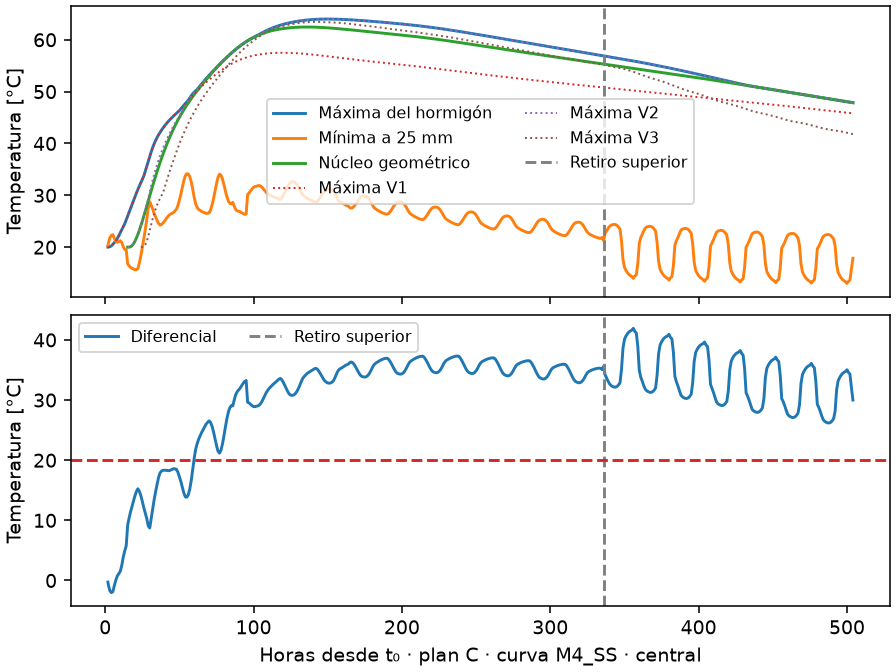 Temperatura [°C]
60
50
40
30
20
Máxima del hormigón
Mínima a 25 mm
Núcleo geométrico
Máxima V1
Máxima V2
Máxima V3
Retiro superior
Temperatura [°C]
40
30
20
10
0
Diferencial
Retiro superior
0
100
200
300
400
500
Horas desde t₀ · plan C · curva M4_SS · central